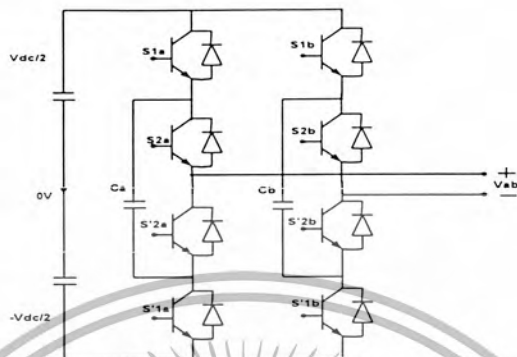 S1a
S1b
Vdc/2
S2a
S2b
+
Vab
—
0V
Ca
Cb
S'2a
S'2b
-Vdc/2
S'1a
S'1b